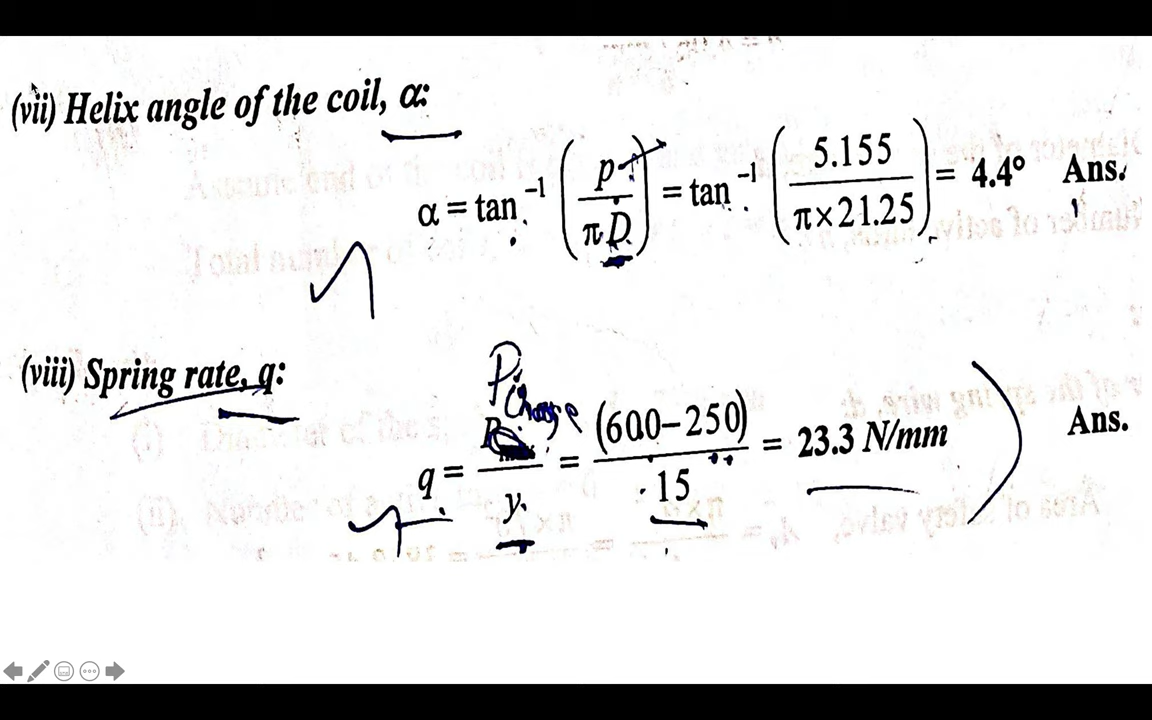 (vii) Helix angle of the coil, α:
α = tan⁻¹ (p / πD) = tan⁻¹ (5.155 / π×21.25) = 4.4° Ans.
(viii) Spring rate, q:
P change
q = P / y = (600–250) / 15 = 23.3 N/mm Ans.